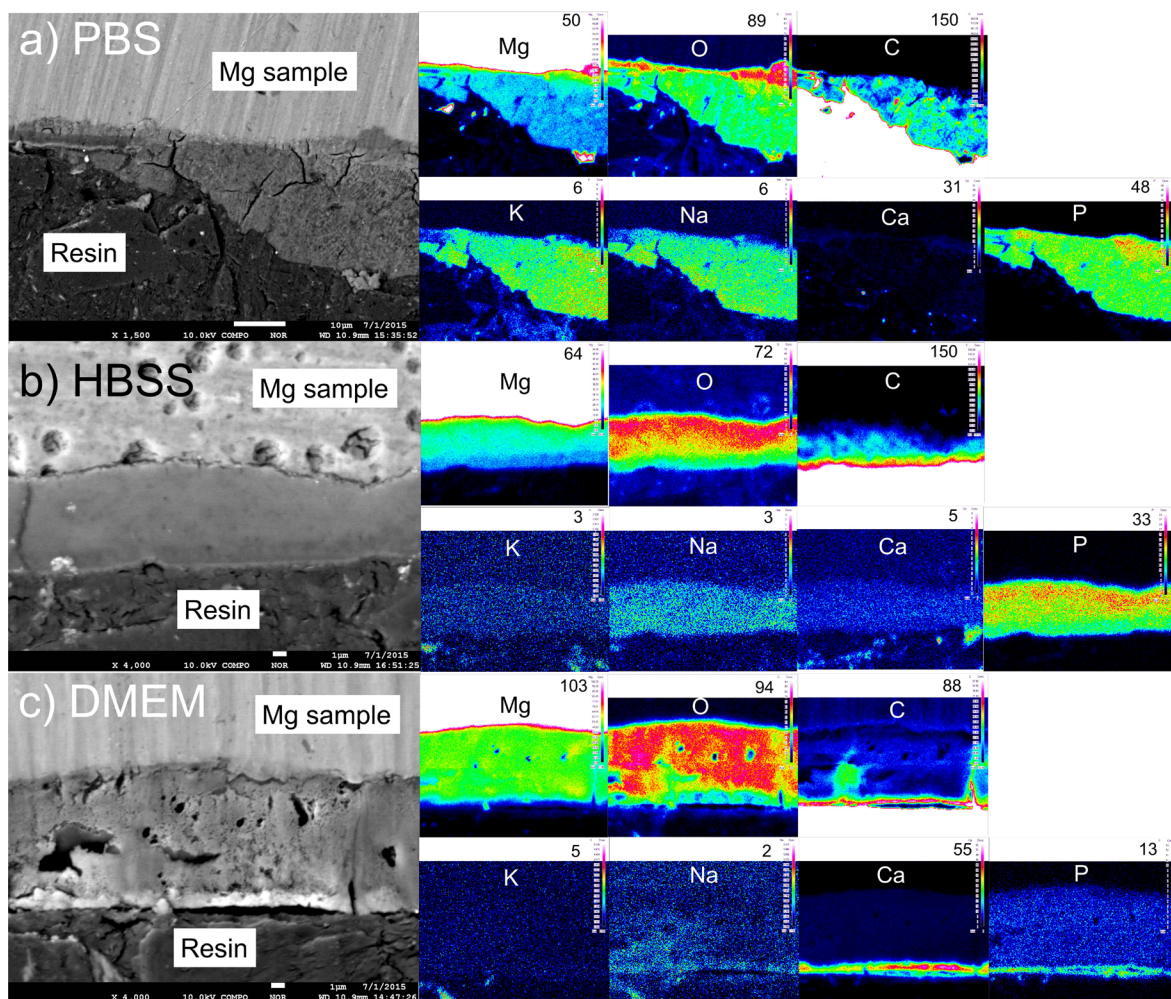 a) PBS
Mg sample
Resin
X 1,500 10.0kV COMPO NOR 10µm 7/1/2015 WD 10.9mm 15:35:52
50
Mg
89
O
150
C
6
K
6
Na
31
Ca
48
P
b) HBSS
Mg sample
Resin
X 4,000 10.0kV COMPO NOR 1µm 7/1/2015 WD 10.9mm 16:51:25
64
Mg
72
O
150
C
3
K
3
Na
5
Ca
33
P
c) DMEM
Mg sample
Resin
X 4,000 10.0kV COMPO NOR 1µm 7/1/2015 WD 10.9mm 14:47:26
103
Mg
94
O
88
C
5
K
2
Na
55
Ca
13
P